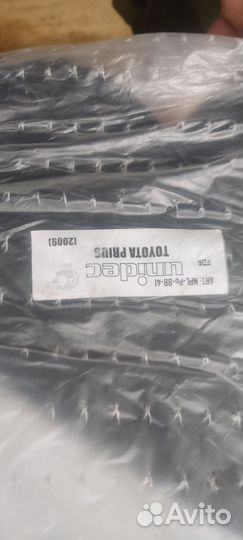 ART: NPL-Po-88-41
FOR
unidec
TOYOTA PRIUS
(2009)
Avito